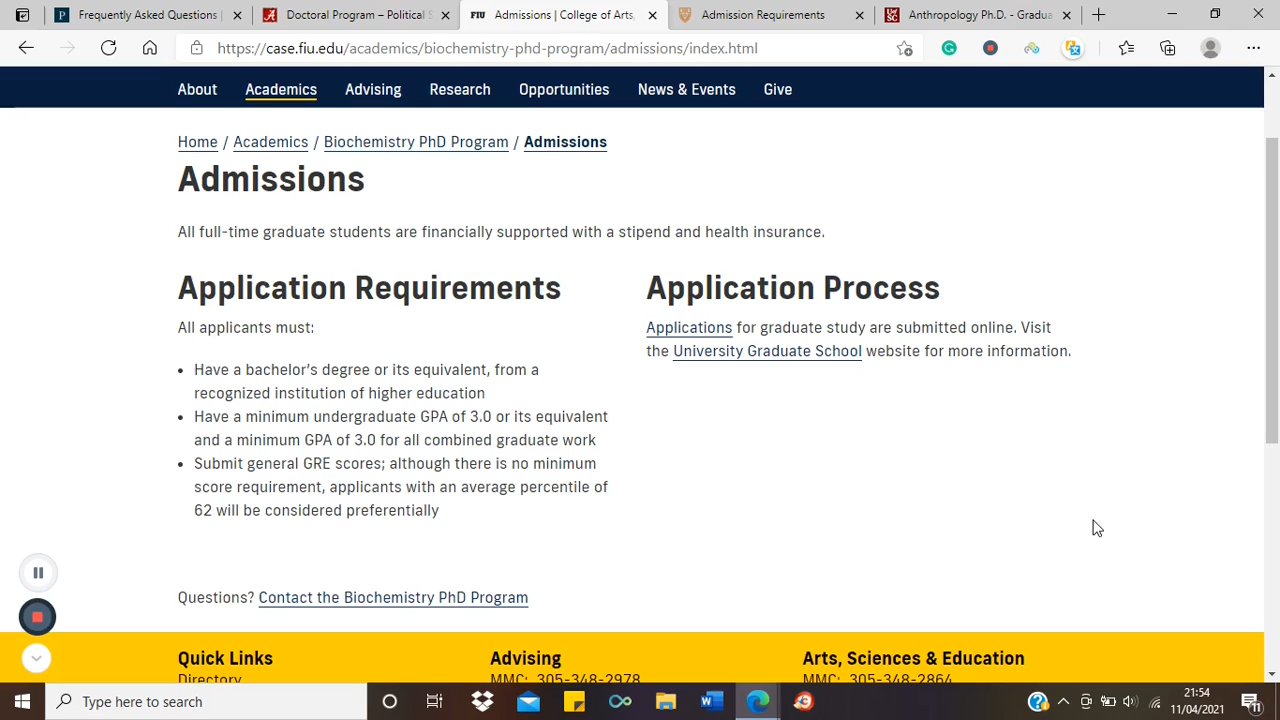 Frequently Asked Questions
Doctoral Program – Political S
FIU
Admissions | College of Arts,
Admission Requirements
UofSC
Anthropology Ph.D. - Gradua
https://case.fiu.edu/academics/biochemistry-phd-program/admissions/index.html
About
Academics
Advising
Research
Opportunities
News & Events
Give
Home / Academics / Biochemistry PhD Program / Admissions
Admissions
All full-time graduate students are financially supported with a stipend and health insurance.
Application Requirements
All applicants must:
• Have a bachelor's degree or its equivalent, from a
recognized institution of higher education
• Have a minimum undergraduate GPA of 3.0 or its equivalent
and a minimum GPA of 3.0 for all combined graduate work
• Submit general GRE scores; although there is no minimum
score requirement, applicants with an average percentile of
62 will be considered preferentially
Application Process
Applications for graduate study are submitted online. Visit
the University Graduate School website for more information.
Questions? Contact the Biochemistry PhD Program
Quick Links
Directory
Advising
MMC: 305-348-2978
Arts, Sciences & Education
MMC: 305-348-2864
Type here to search
21:54
11/04/2021